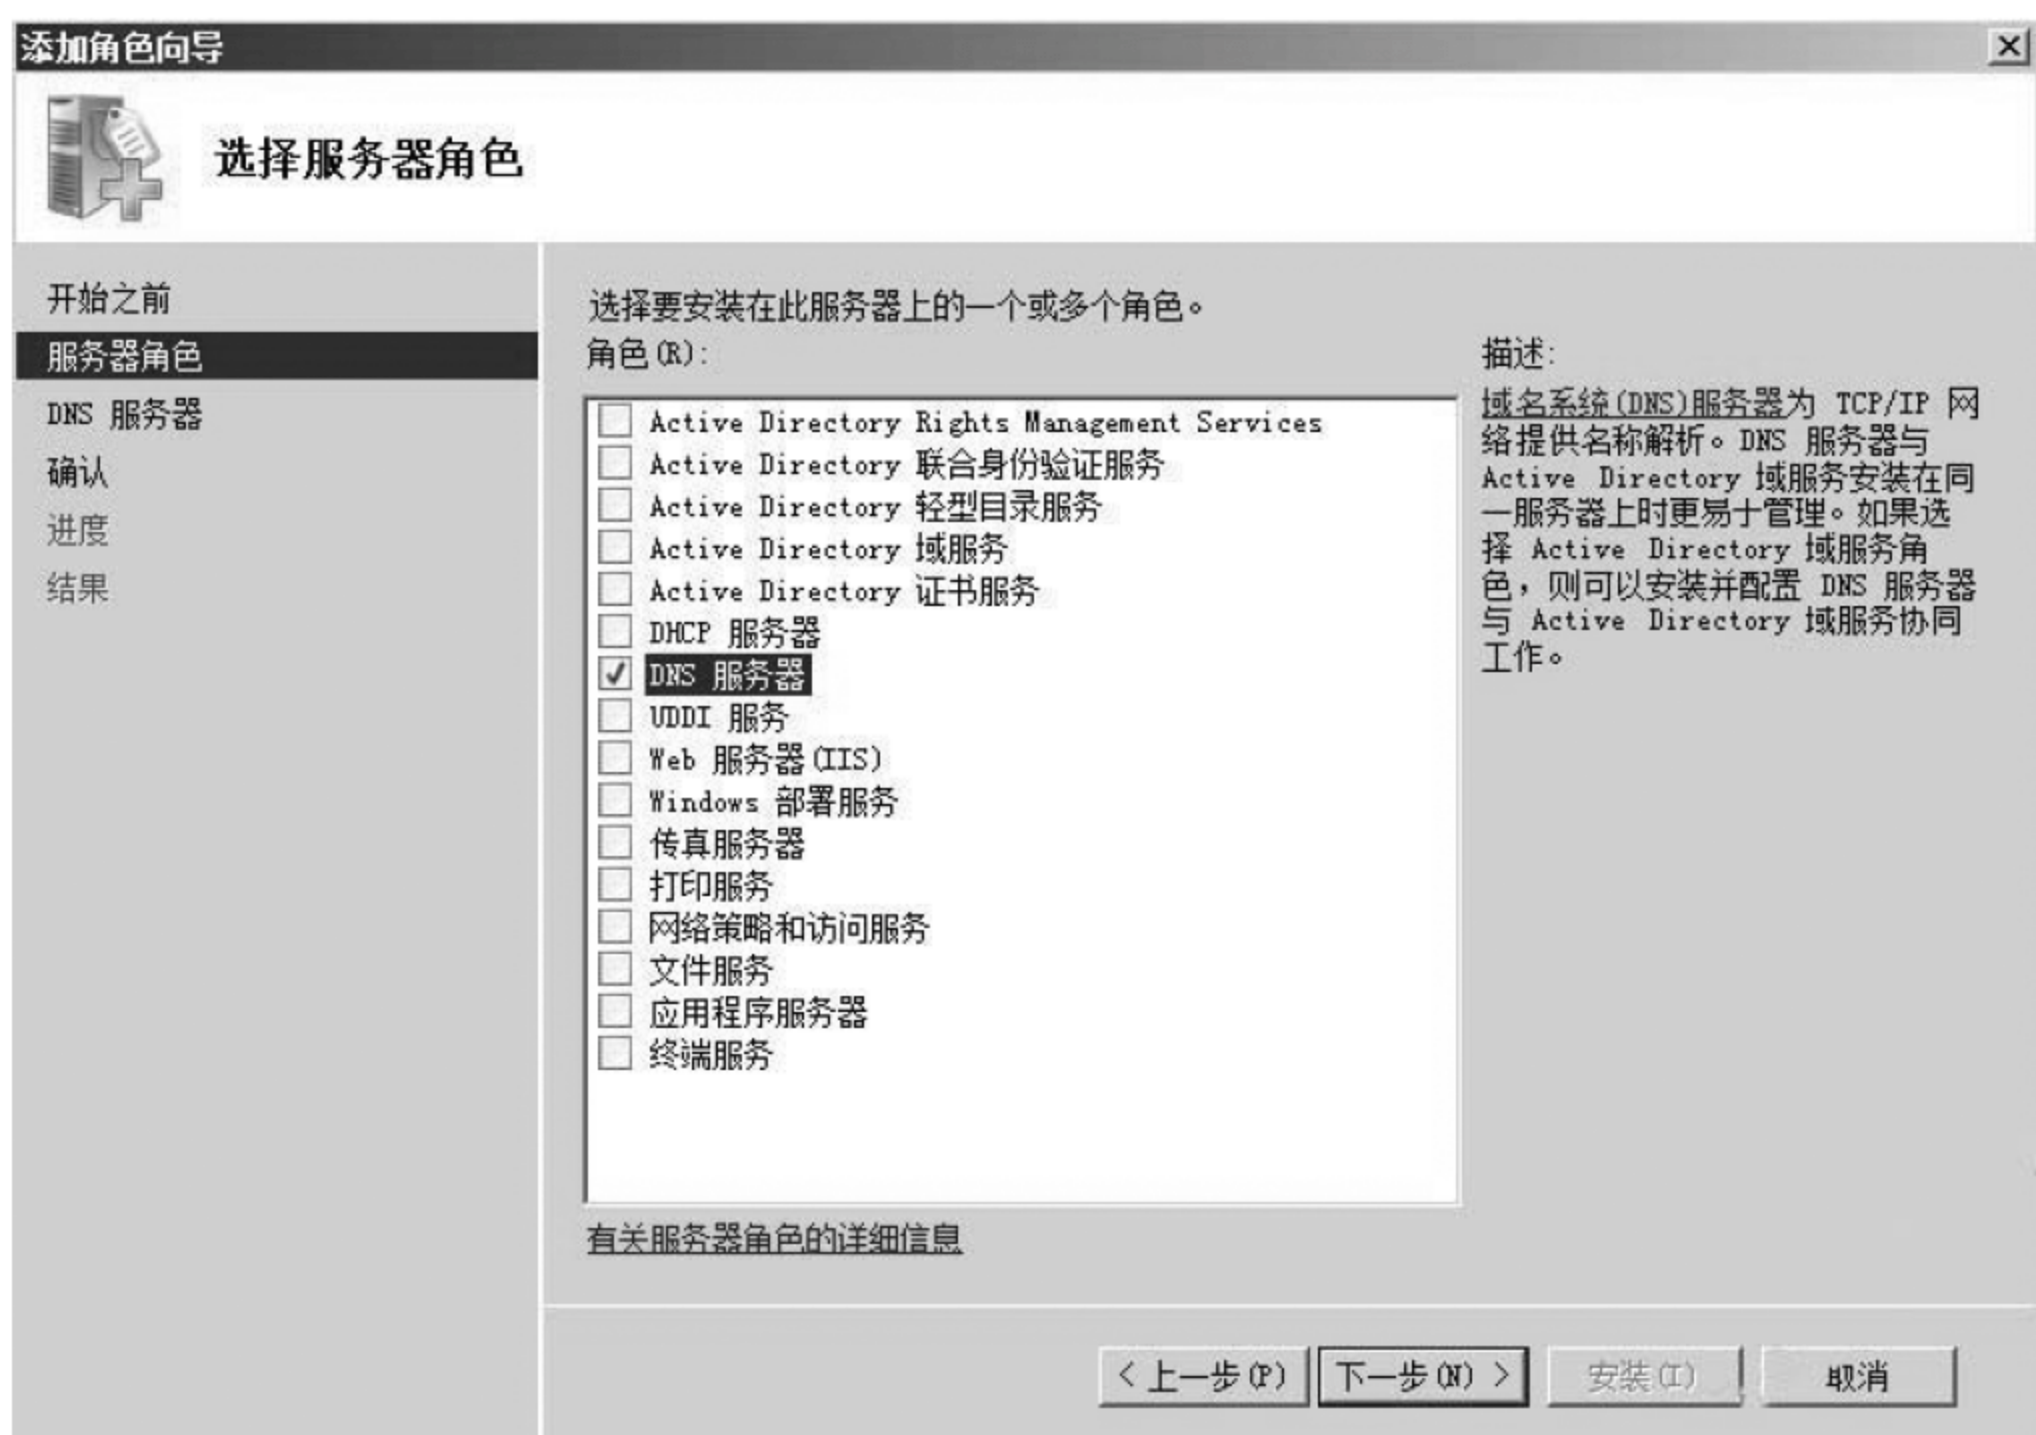 添加角色向导
选择服务器角色
开始之前
服务器角色
DNS 服务器
确认
进度
结果
选择要安装在此服务器上的一个或多个角色。
角色(R):
Active Directory Rights Management Services
Active Directory 联合身份验证服务
Active Directory 轻型目录服务
Active Directory 域服务
Active Directory 证书服务
DHCP 服务器
DNS 服务器
UDDI 服务
Web 服务器(IIS)
Windows 部署服务
传真服务器
打印服务
网络策略和访问服务
文件服务
应用程序服务器
终端服务
有关服务器角色的详细信息
描述:
域名系统(DNS)服务器为 TCP/IP 网
络提供名称解析。DNS 服务器与
Active Directory 域服务安装在同
一服务器上时更易十管理。如果选
择 Active Directory 域服务角
色，则可以安装并配置 DNS 服务器
与 Active Directory 域服务协同
工作。
< 上一步(P)
下一步(N) >
安装(I)
取消